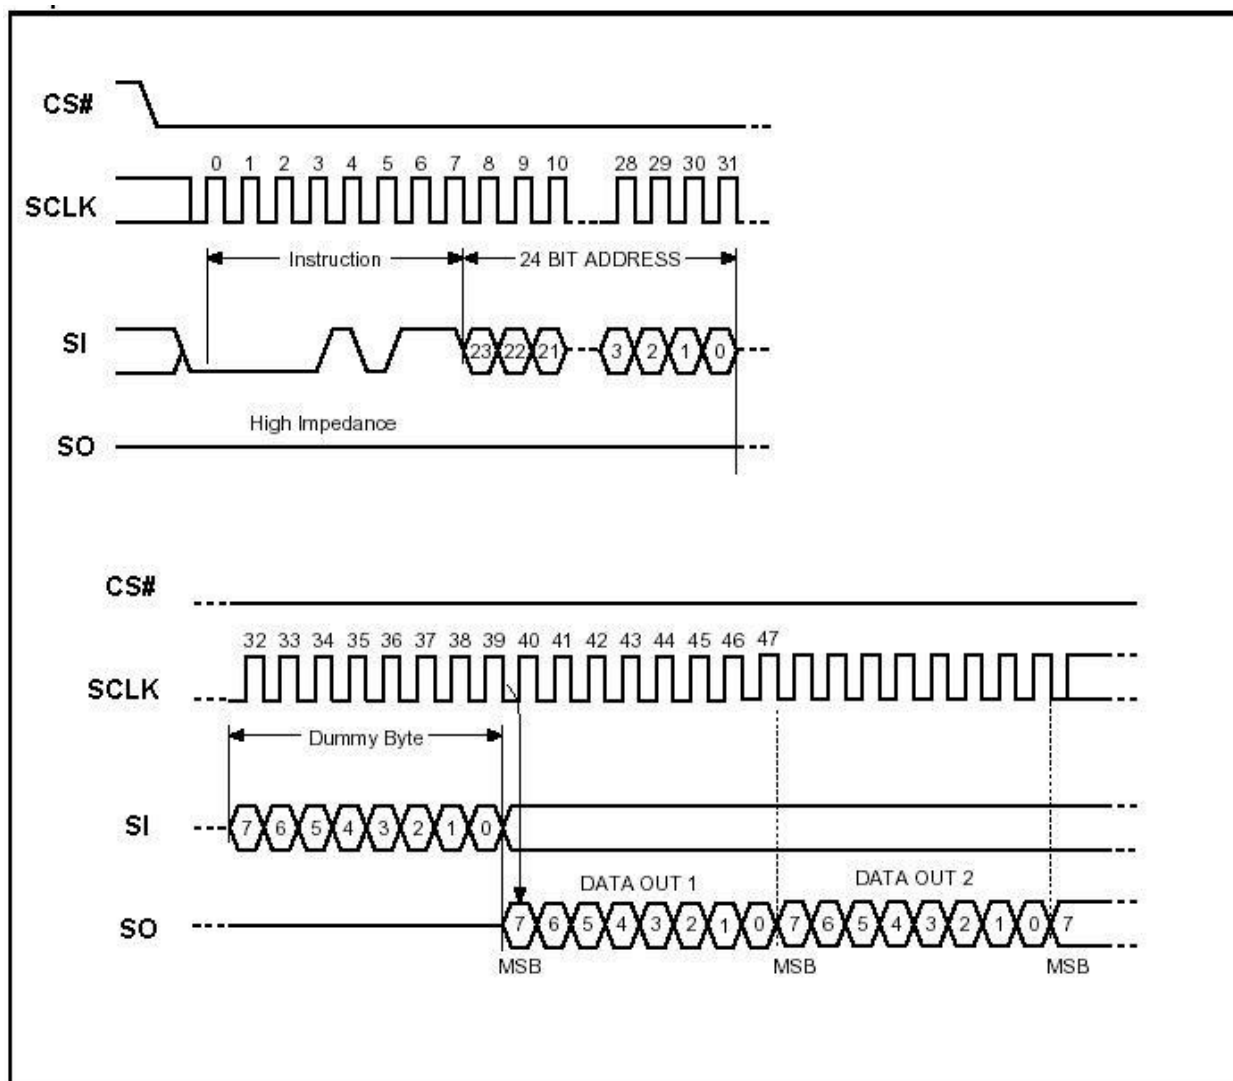 CS#
0 1 2 3 4 5 6 7 8 9 10 28 29 30 31
SCLK
Instruction 24 BIT ADDRESS
SI
23 22 21 3 2 1 0
High Impedance
SO
CS#
32 33 34 35 36 37 38 39 40 41 42 43 44 45 46 47
SCLK
Dummy Byte
SI
7 6 5 4 3 2 1 0
DATA OUT 1 DATA OUT 2
SO
7 6 5 4 3 2 1 0 7 6 5 4 3 2 1 0 7
MSB MSB MSB